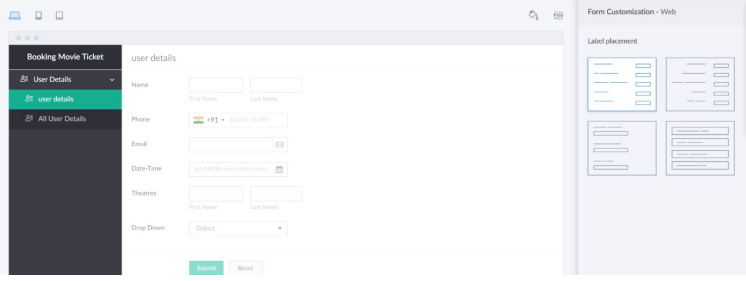 Form Customization - Web
Label placement
Booking Movie Ticket
user details
User Details
user details
All User Details
Name
First Name
Last Name
Phone
+91
81234 56789
Email
Date-Time
dd-MMM-yyyy HH:mm:ss
Theatres
First Name
Last Name
Drop Down
-Select-
Submit
Reset